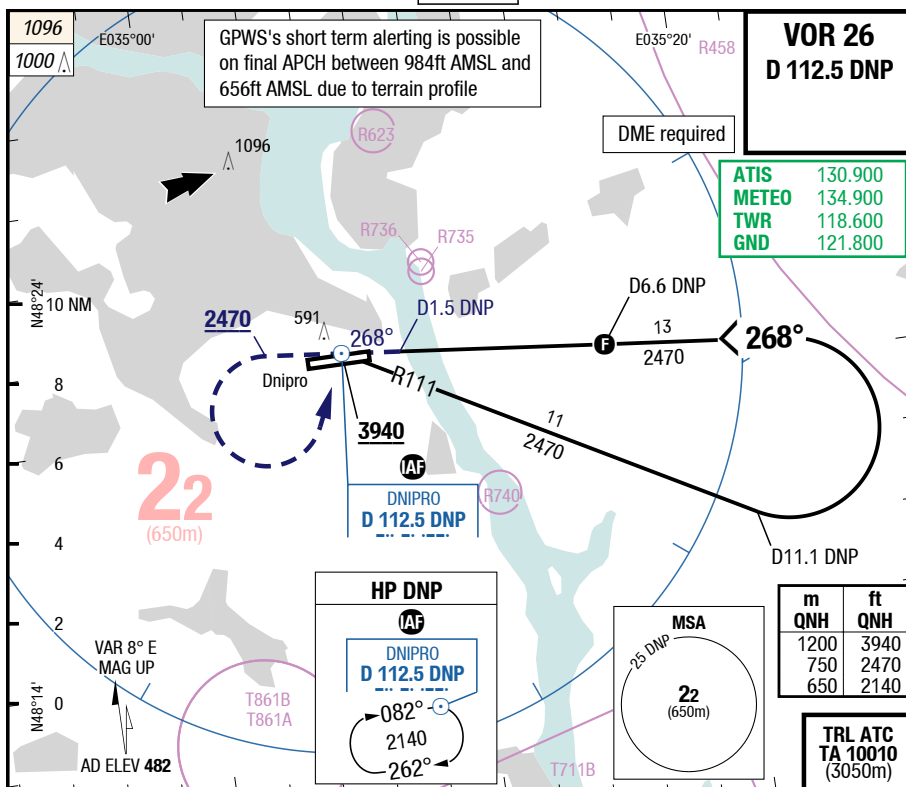 1096
1000
E035°00'
GPWS's short term alerting is possible
on final APCH between 984ft AMSL and
656ft AMSL due to terrain profile
E035°20'
R458
VOR 26
D 112.5 DNP
R623
1096
DME required
ATIS 130.900
METEO 134.900
TWR 118.600
GND 121.800
R736
R735
N48°24'
10 NM
2470
591
268°
D1.5 DNP
D6.6 DNP
F
13
2470
268°
Dnipro
R111
8
3940
11
2470
6
IAF
22
(650m)
DNIPRO
D 112.5 DNP
R740
4
D11.1 DNP
HP DNP
IAF
DNIPRO
D 112.5 DNP
082°
2140
262°
MSA
25 DNP
22
(650m)
m ft
QNH QNH
1200 3940
750 2470
650 2140
2
VAR 8° E
MAG UP
N48°14'
0
T861B
T861A
AD ELEV 482
T711B
TRL ATC
TA 10010
(3050m)